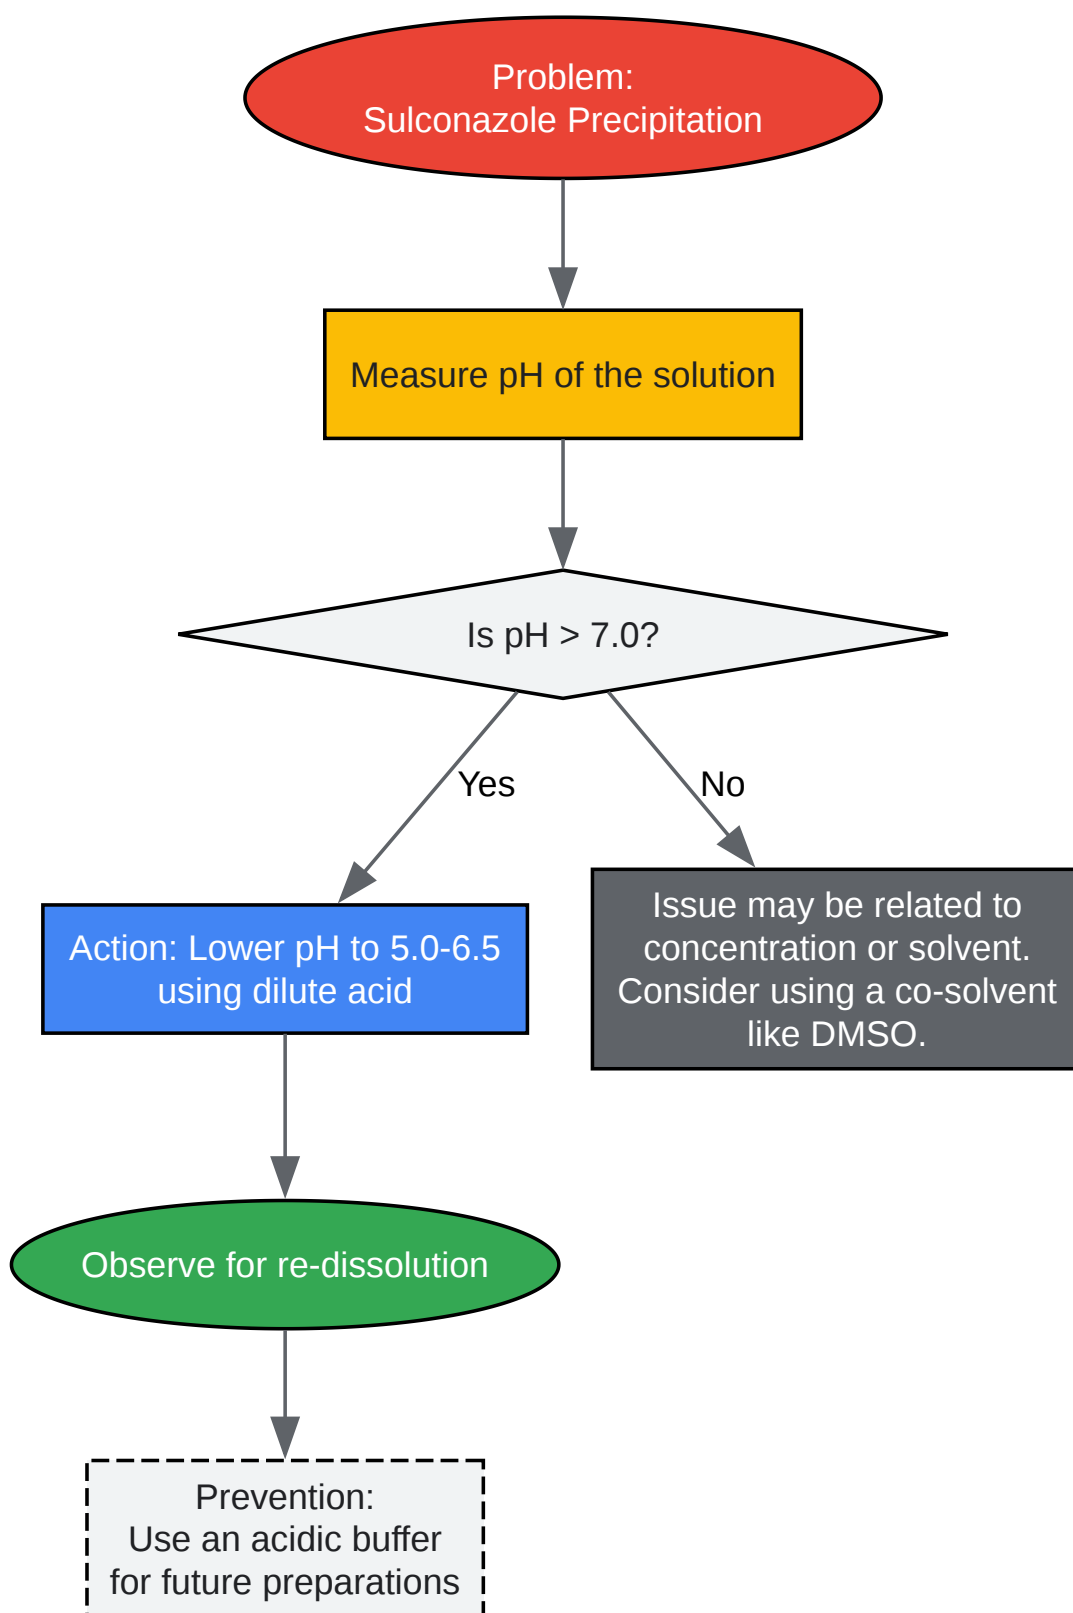 Problem:
Sulconazole Precipitation
Measure pH of the solution
Is pH > 7.0?
Yes
No
Action: Lower pH to 5.0-6.5
using dilute acid
Issue may be related to
concentration or solvent.
Consider using a co-solvent
like DMSO.
Observe for re-dissolution
Prevention:
Use an acidic buffer
for future preparations